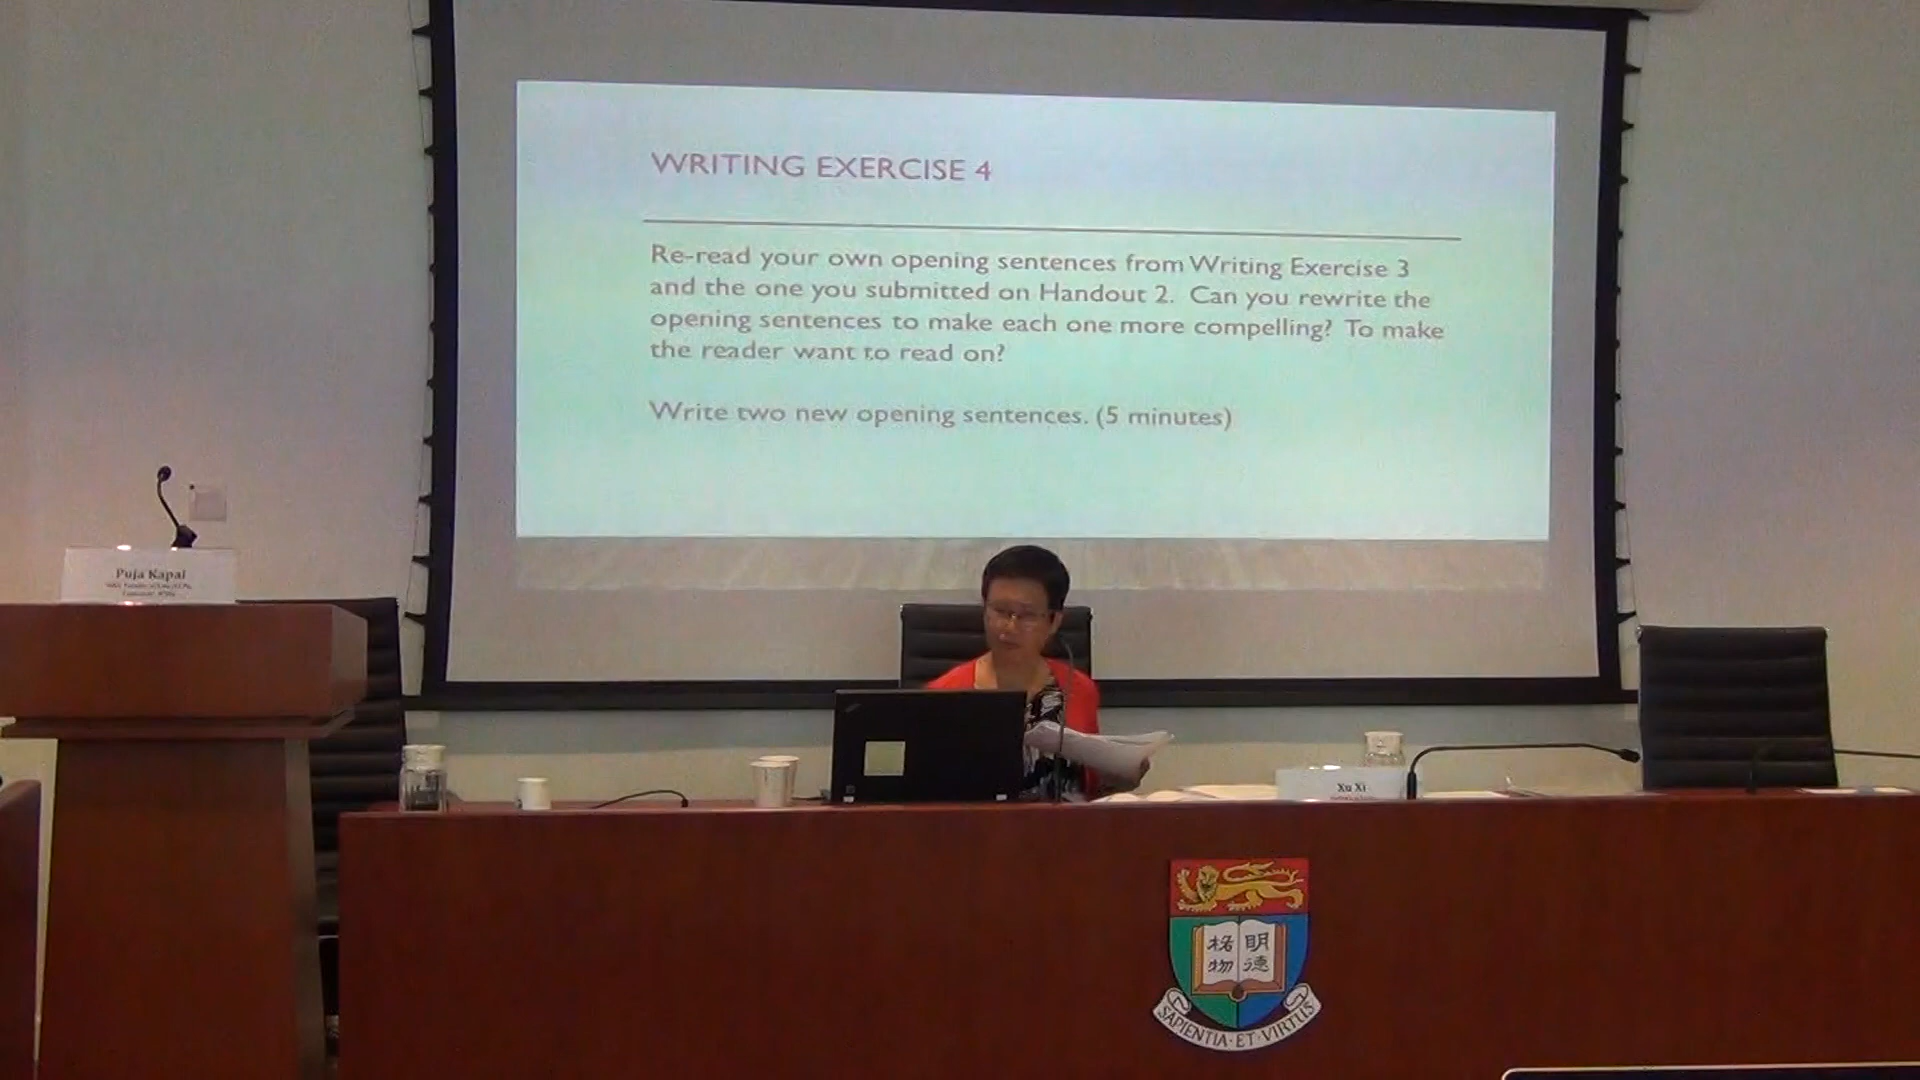 WRITING EXERCISE 4
Re-read your own opening sentences from Writing Exercise 3
and the one you submitted on Handout 2. Can you rewrite the
opening sentences to make each one more compelling? To make
the reader want to read on?
Write two new opening sentences. (5 minutes)
Puja Kapai
Xu Xi
格 明
物 德
SAPIENTIA·ET·VIRTUS